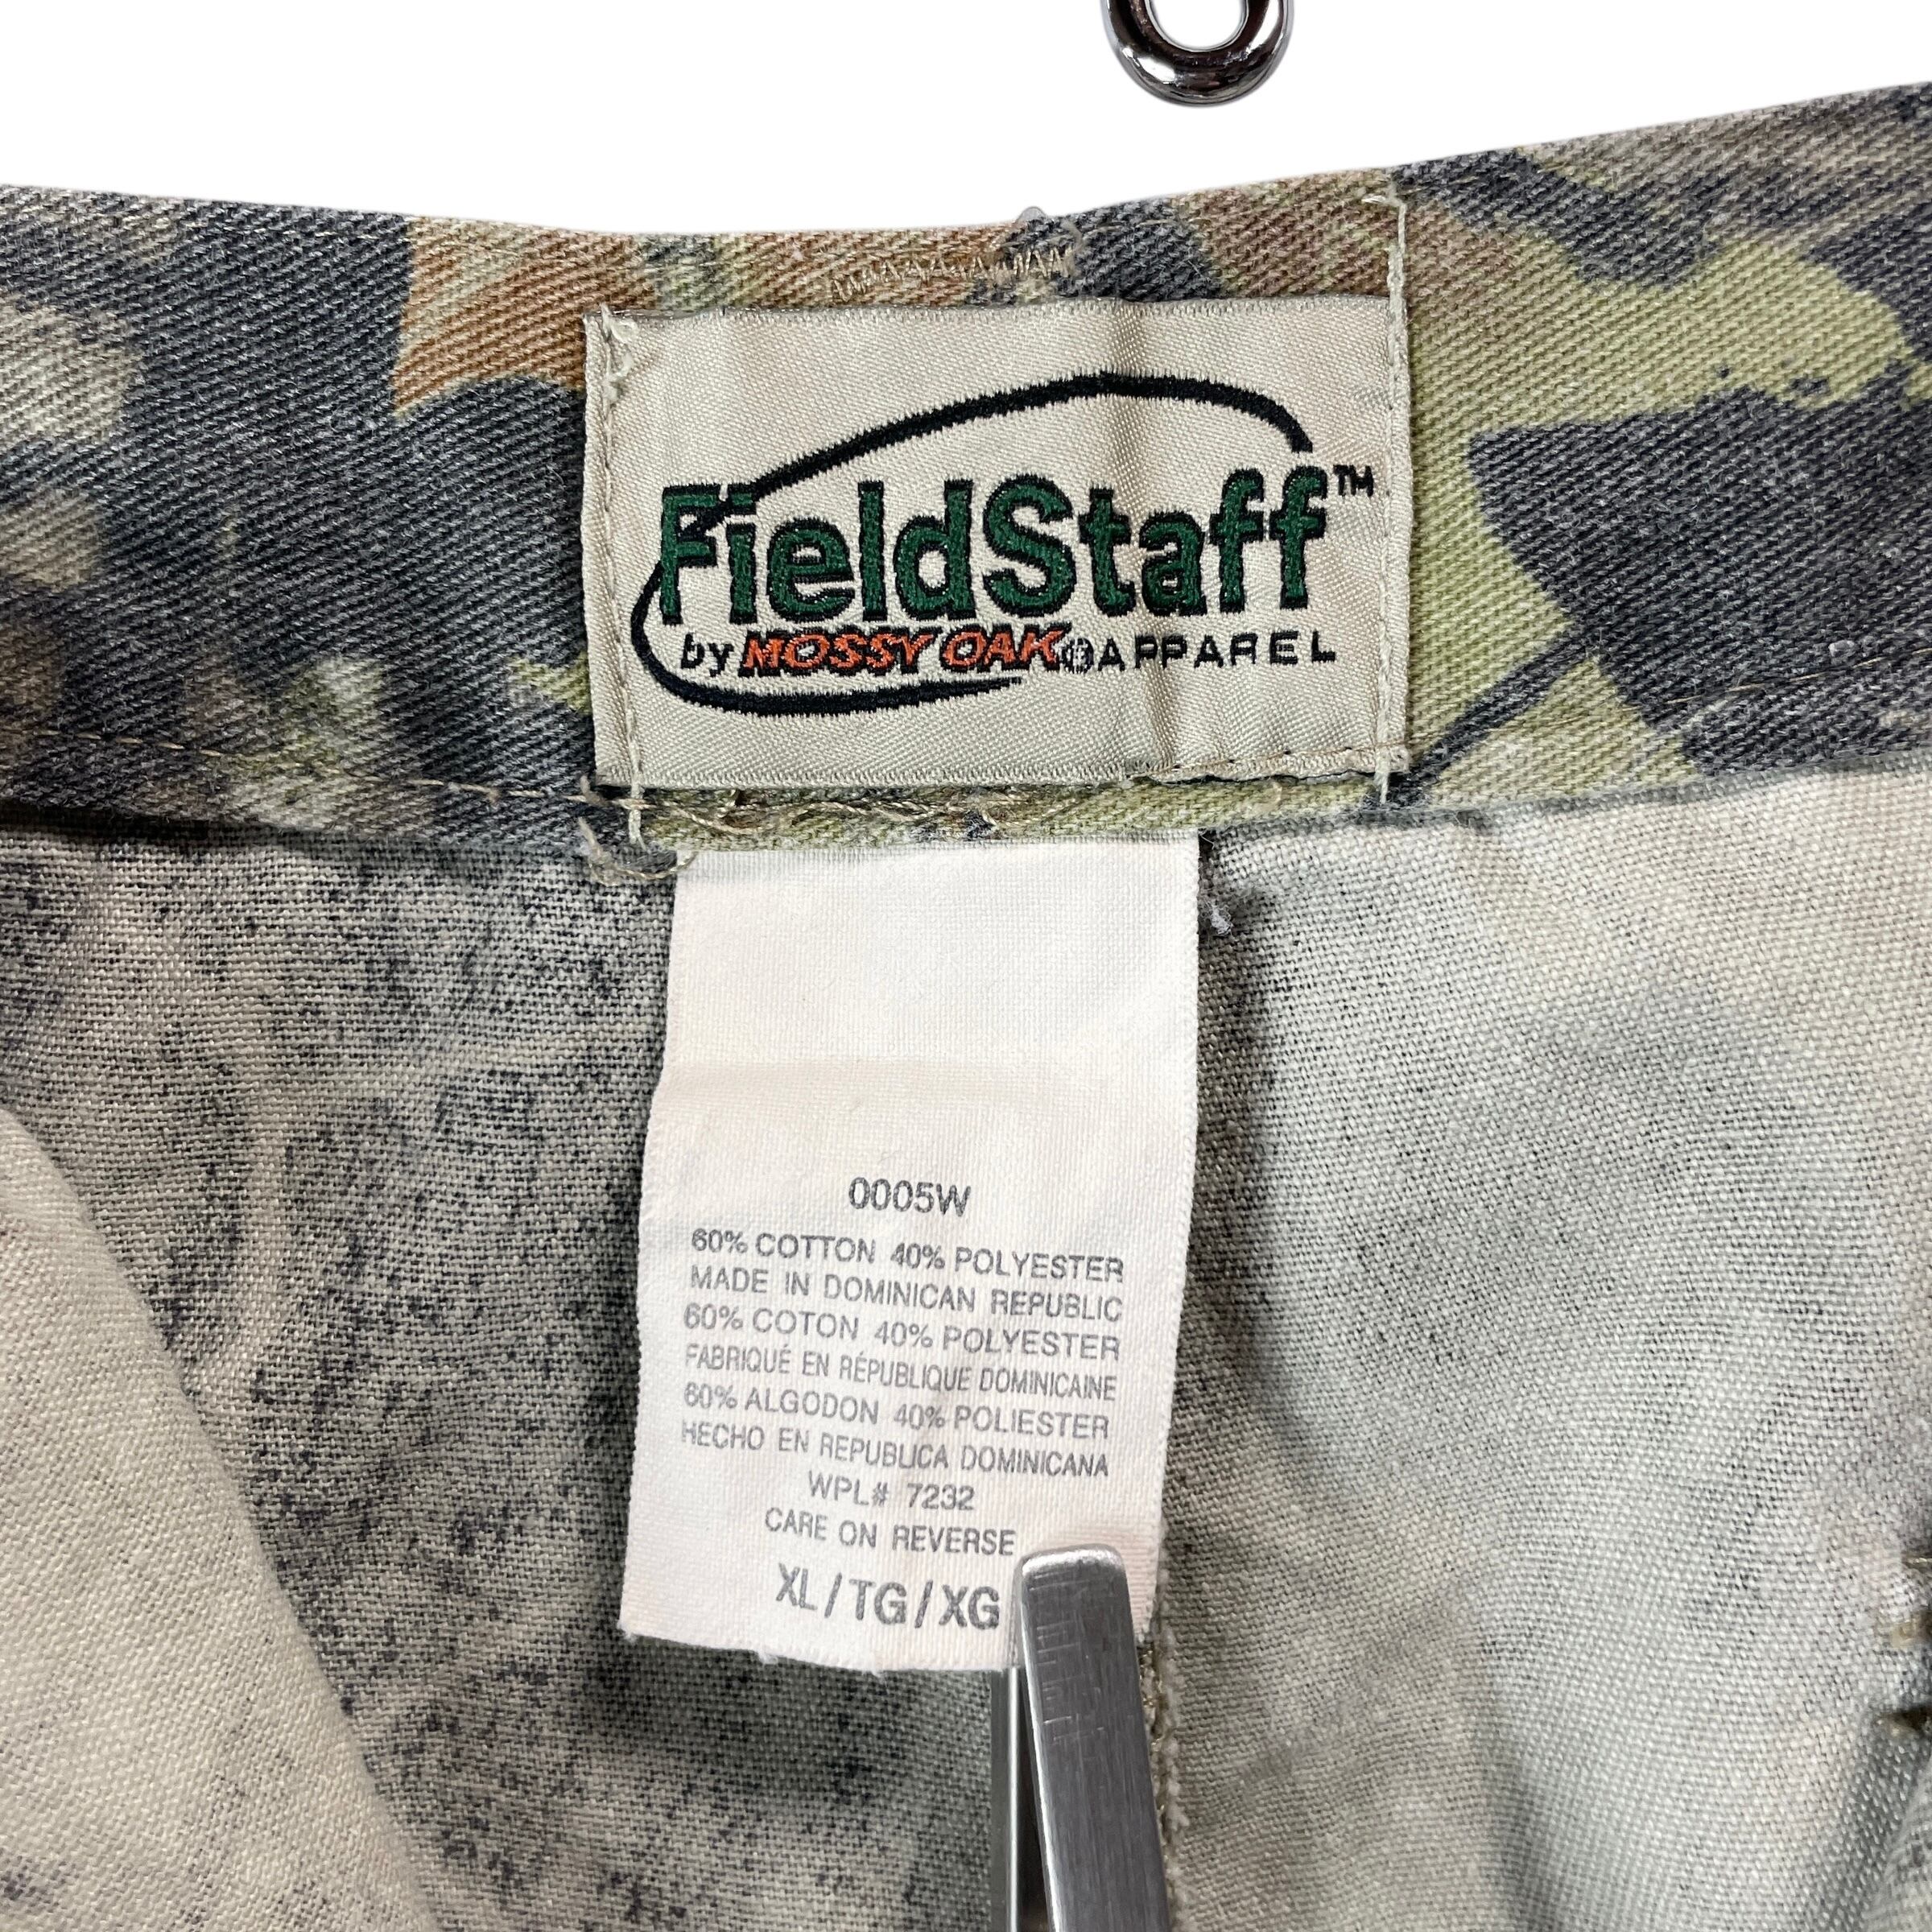 FieldStaff™
by MOSSY OAK® APPAREL
0005W
60% COTTON 40% POLYESTER
MADE IN DOMINICAN REPUBLIC
60% COTON 40% POLYESTER
FABRIQUÉ EN RÉPUBLIQUE DOMINICAINE
60% ALGODON 40% POLIESTER
HECHO EN REPUBLICA DOMINICANA
WPL# 7232
CARE ON REVERSE
XL/TG/XG